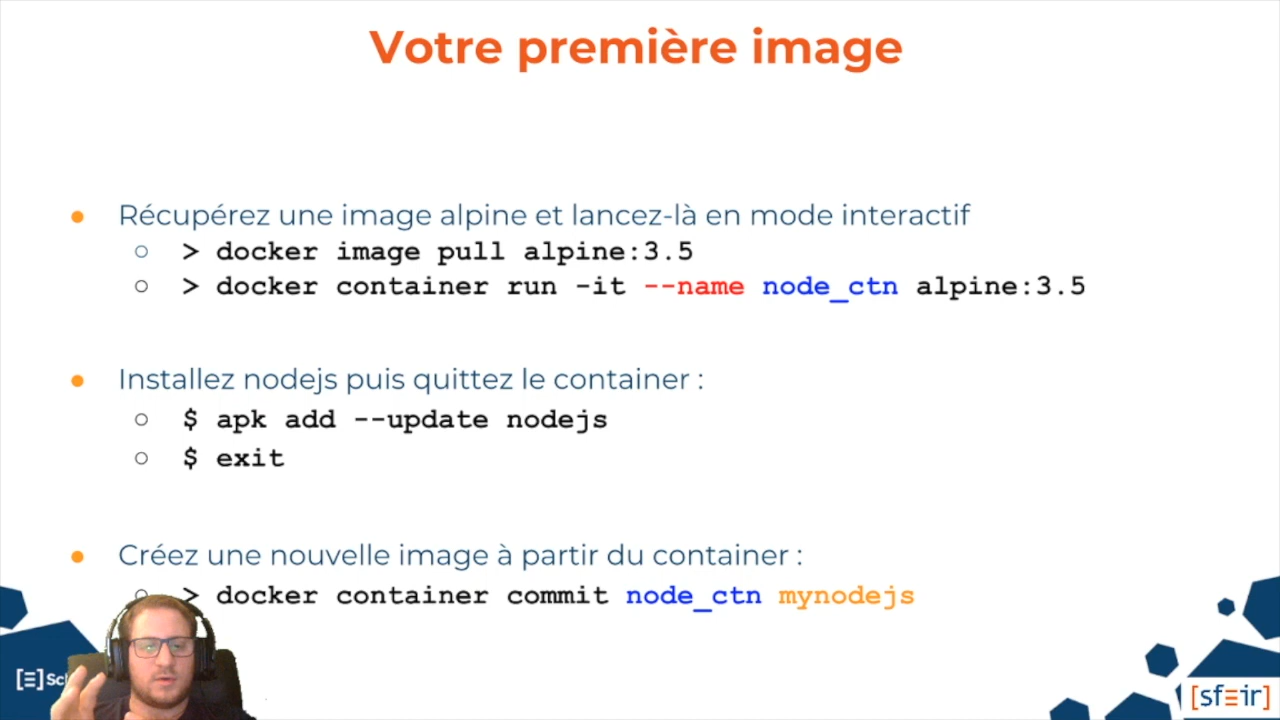 Votre première image
● Récupérez une image alpine et lancez-là en mode interactif
○ > docker image pull alpine:3.5
○ > docker container run -it --name node_ctn alpine:3.5
● Installez nodejs puis quittez le container :
○ $ apk add --update nodejs
○ $ exit
● Créez une nouvelle image à partir du container :
○ > docker container commit node_ctn mynodejs
[sfeir]